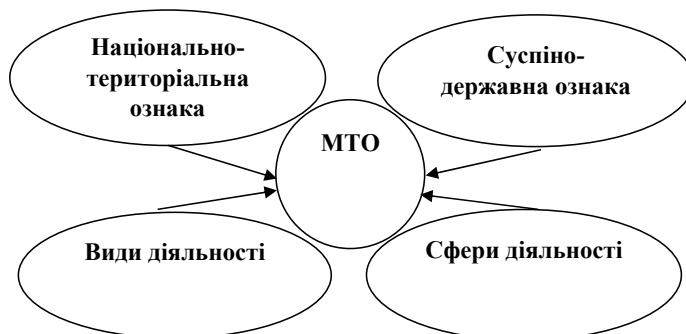 Національно-
територіальна
ознака
Суспіно-
державна ознака
МТО
Види діяльності
Сфери діяльності